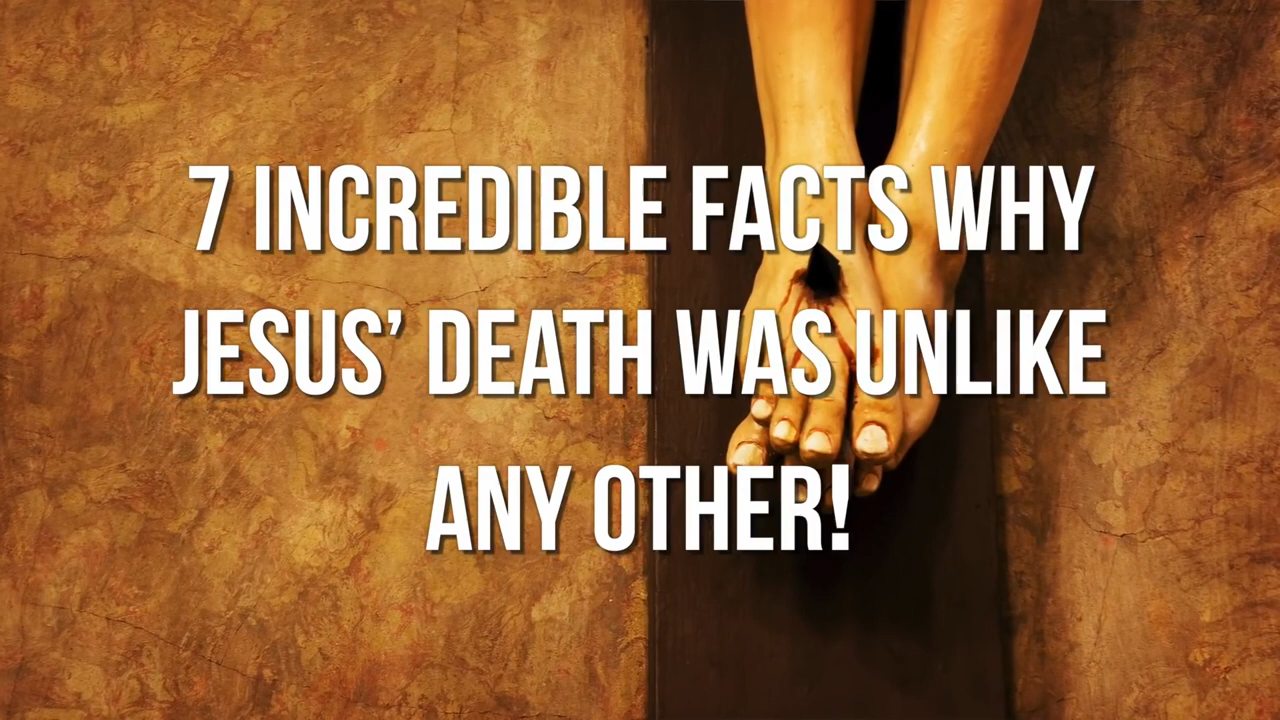 7 INCREDIBLE FACTS WHY
JESUS’ DEATH WAS UNLIKE
ANY OTHER!